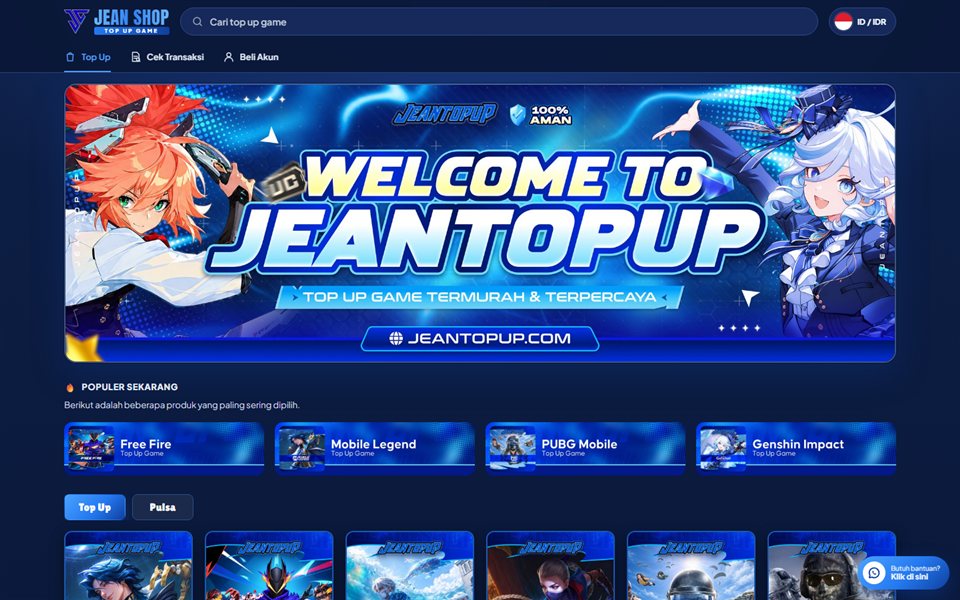 JEAN SHOP
TOP UP GAME
Cari top up game
ID / IDR
Top Up
Cek Transaksi
Beli Akun
JEANTOPUP
100%
AMAN
UC
WELCOME TO
JEANTOPUP
TOP UP GAME TERMURAH & TERPERCAYA
JEANTOPUP.COM
POPULER SEKARANG
Berikut adalah beberapa produk yang paling sering dipilih.
Free Fire
Top Up Game
Mobile Legend
Top Up Game
PUBG Mobile
Top Up Game
Genshin Impact
Top Up Game
Top Up
Pulsa
JEANTOPUP
JEANTOPUP
JEANTOPUP
JEANTOPUP
JEANTOPUP
JEANTOPUP
Butuh bantuan?
Klik di sini